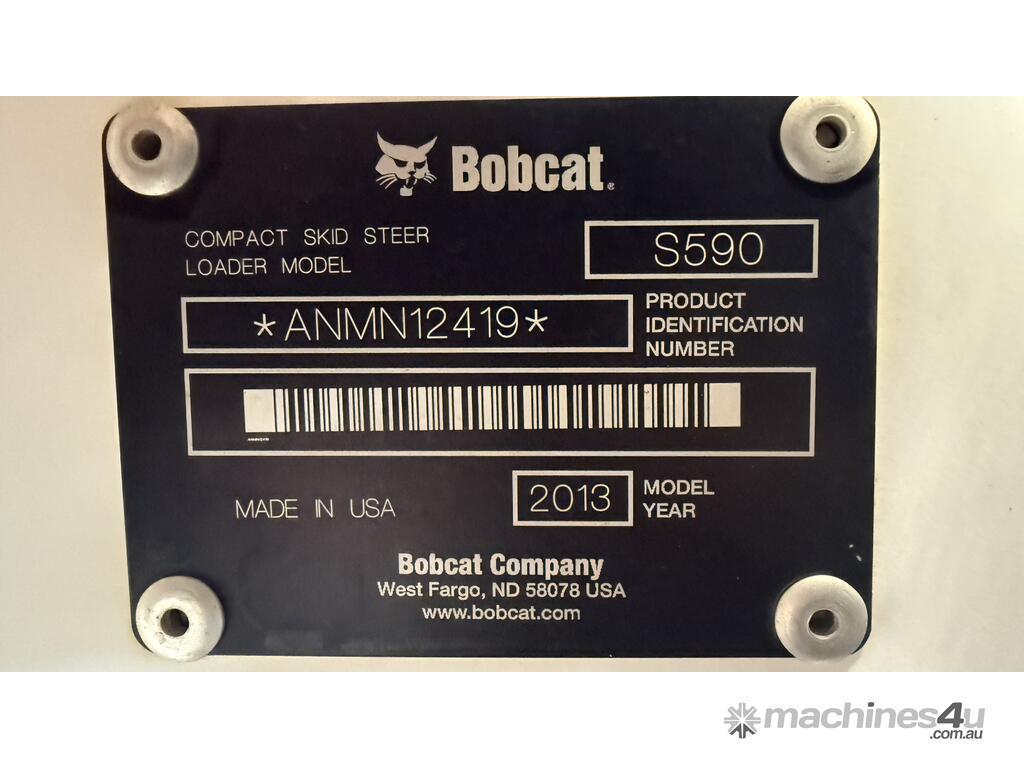 Bobcat®
COMPACT SKID STEER
LOADER MODEL
S590
*ANMN12419*
PRODUCT
IDENTIFICATION
NUMBER
MADE IN USA
2013
MODEL
YEAR
Bobcat Company
West Fargo, ND 58078 USA
www.bobcat.com
machines4u
.com.au